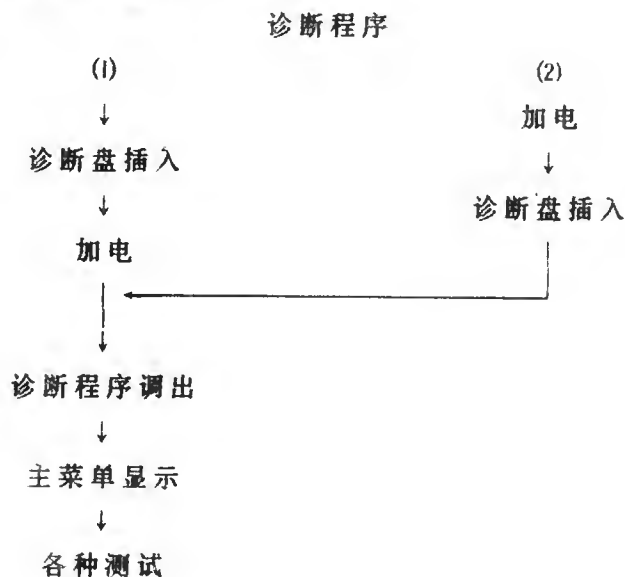 诊断程序
(1)
(2)
加电
诊断盘插入
诊断盘插入
加电
诊断程序调出
主菜单显示
各种测试